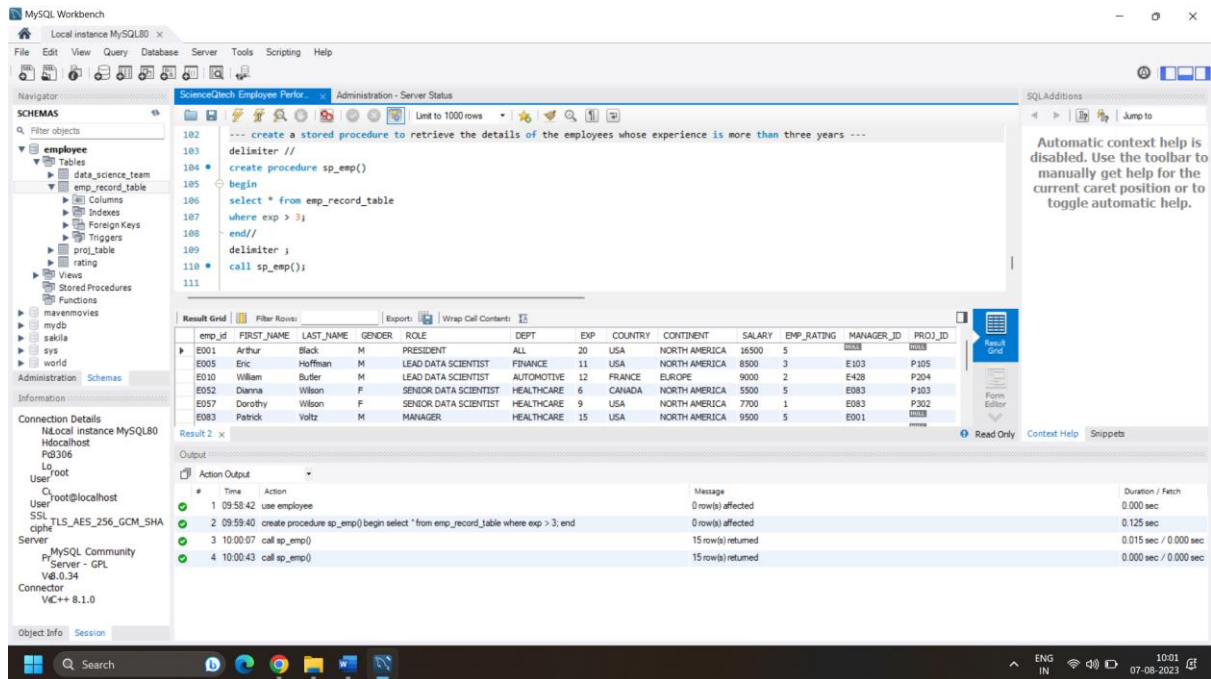 MySQL Workbench
Local instance MySQL80
File Edit View Query Database Server Tools Scripting Help
Navigator
SCHEMAS
Filter objects
employee
Tables
data_science_team
emp_record_table
Columns
Indexes
Foreign Keys
Triggers
proj_table
rating
Views
Stored Procedures
Functions
mavenmovies
mydb
sakila
sys
world
Administration Schemas
Information
Connection Details
Local instance MySQL80
localhost
3306
root
User
root@localhost
User
SSL
TLS_AES_256_GCM_SHA
Server
MySQL Community
Server - GPL
8.0.34
Connector
C++ 8.1.0
Object Info Session
ScienceQtech Employee Perfor... Administration - Server Status
Limit to 1000 rows
102 --- create a stored procedure to retrieve the details of the employees whose experience is more than three years ---
103 delimiter //
104 create procedure sp_emp()
105 begin
106 select * from emp_record_table
107 where exp > 3;
108 end//
109 delimiter ;
110 call sp_emp();
111
Result Grid Filter Rows: Export: Wrap Cell Content:
emp_id FIRST_NAME LAST_NAME GENDER ROLE DEPT EXP COUNTRY CONTINENT SALARY EMP_RATING MANAGER_ID PROJ_ID
E001 Arthur Black M PRESIDENT ALL 20 USA NORTH AMERICA 16500 5 NULL NULL
E005 Eric Hoffman M LEAD DATA SCIENTIST FINANCE 11 USA NORTH AMERICA 8500 3 E103 P105
E010 William Butler M LEAD DATA SCIENTIST AUTOMOTIVE 12 FRANCE EUROPE 9000 2 E428 P204
E052 Dianna Wilson F SENIOR DATA SCIENTIST HEALTHCARE 6 CANADA NORTH AMERICA 5500 5 E083 P103
E057 Dorothy Wilson F SENIOR DATA SCIENTIST HEALTHCARE 9 USA NORTH AMERICA 7700 1 E083 P302
E083 Patrick Voltz M MANAGER HEALTHCARE 15 USA NORTH AMERICA 9500 5 E001 NULL
Result Grid
Form Editor
Result 2
Read Only
Output
Action Output
# Time Action Message Duration / Fetch
1 09:58:42 use employee 0 row(s) affected 0.000 sec
2 09:59:40 create procedure sp_emp() begin select * from emp_record_table where exp > 3; end 0 row(s) affected 0.125 sec
3 10:00:07 call sp_emp() 15 row(s) returned 0.015 sec / 0.000 sec
4 10:00:43 call sp_emp() 15 row(s) returned 0.000 sec / 0.000 sec
SQLAdditions
Jump to
Automatic context help is
disabled. Use the toolbar to
manually get help for the
current caret position or to
toggle automatic help.
Context Help Snippets
Search
ENG
IN
10:01
07-08-2023